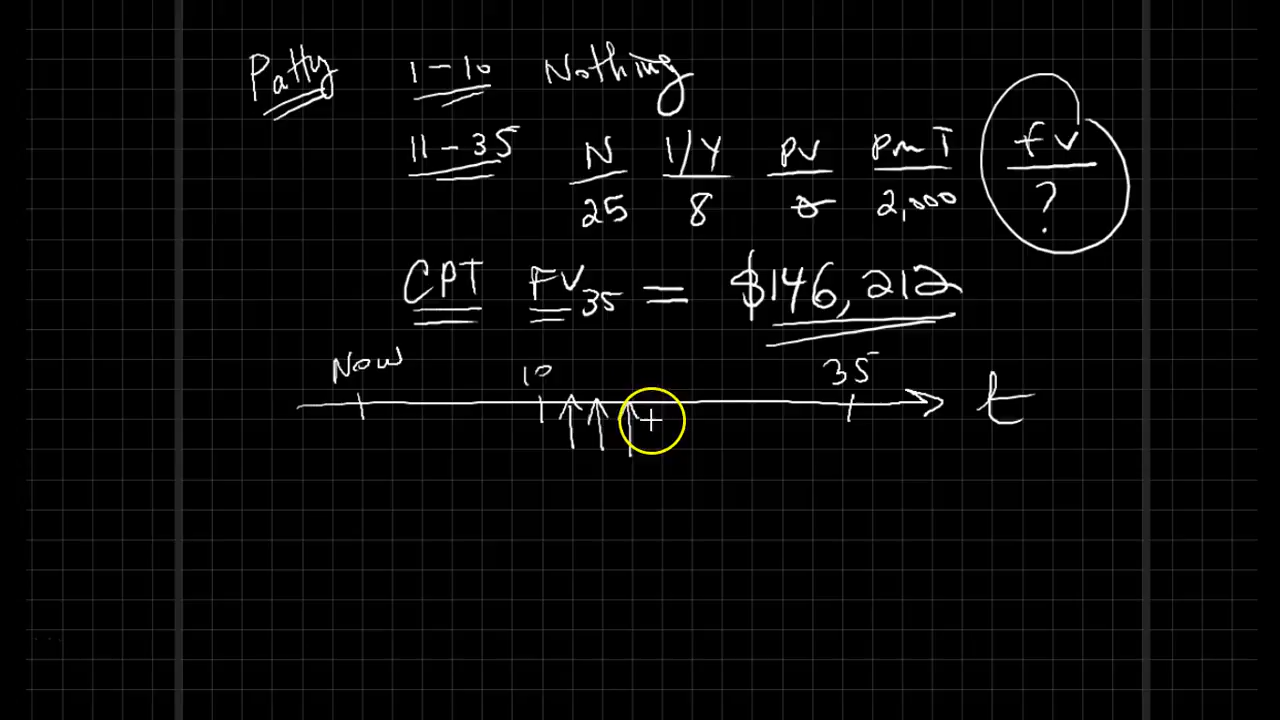 Patty 1-10 Nothing
11-35 N I/Y PV PmT fv
25 8 0 2,000 ?
CPT FV35 = $146,212
Now 10 35
t